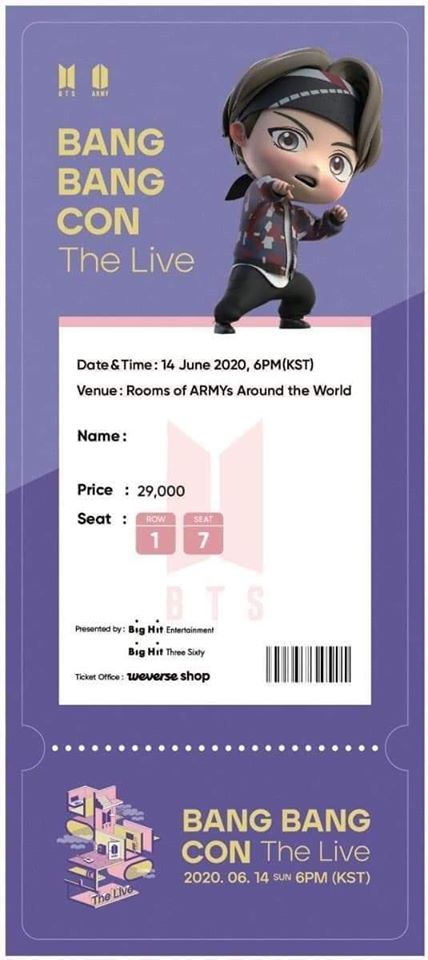 BTS ARMY
BANG
BANG
CON
The Live
Date&Time: 14 June 2020, 6PM(KST)
Venue: Rooms of ARMYs Around the World
Name:
Price : 29,000
Seat : ROW 1 SEAT 7
BTS
Presented by: Big Hit Entertainment
Big Hit Three Sixty
Ticket Office: weverse shop
The Live
BANG BANG
CON The Live
2020. 06. 14 SUN 6PM (KST)